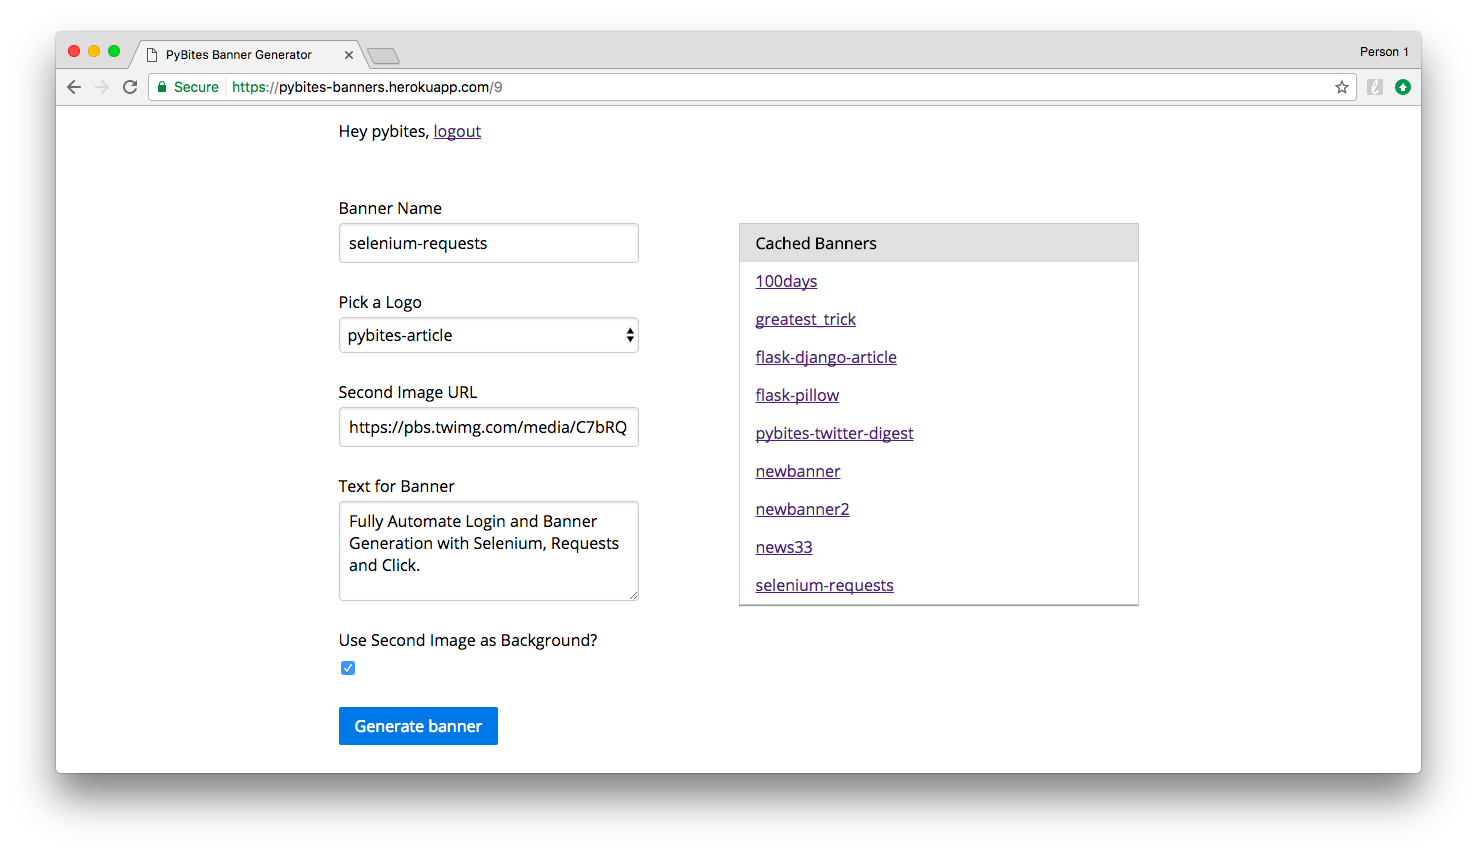 PyBites Banner Generator
Person 1
Secure https://pybites-banners.herokuapp.com/9
Hey pybites, logout
Banner Name
selenium-requests
Pick a Logo
pybites-article
Second Image URL
https://pbs.twimg.com/media/C7bRQ
Text for Banner
Fully Automate Login and Banner
Generation with Selenium, Requests
and Click.
Use Second Image as Background?
Generate banner
Cached Banners
100days
greatest_trick
flask-django-article
flask-pillow
pybites-twitter-digest
newbanner
newbanner2
news33
selenium-requests